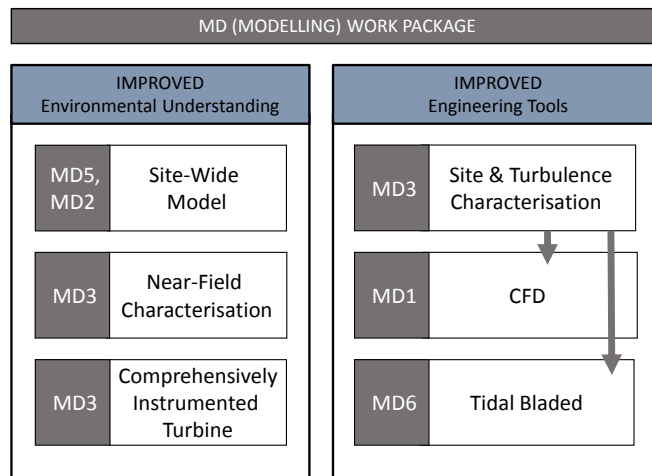 MD (MODELLING) WORK PACKAGE
IMPROVED
Environmental Understanding
MD5,
MD2
Site-Wide
Model
MD3
Near-Field
Characterisation
MD3
Comprehensively
Instrumented
Turbine
IMPROVED
Engineering Tools
MD3
Site & Turbulence
Characterisation
MD1
CFD
MD6
Tidal Bladed